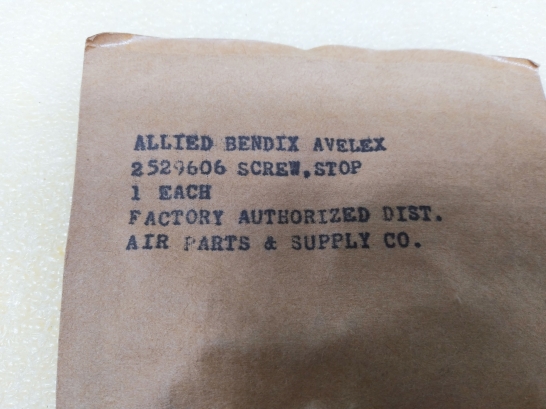 ALLIED BENDIX AVELEX
2529606 SCREW,STOP
1 EACH
FACTORY AUTHORIZED DIST.
AIR PARTS & SUPPLY CO.